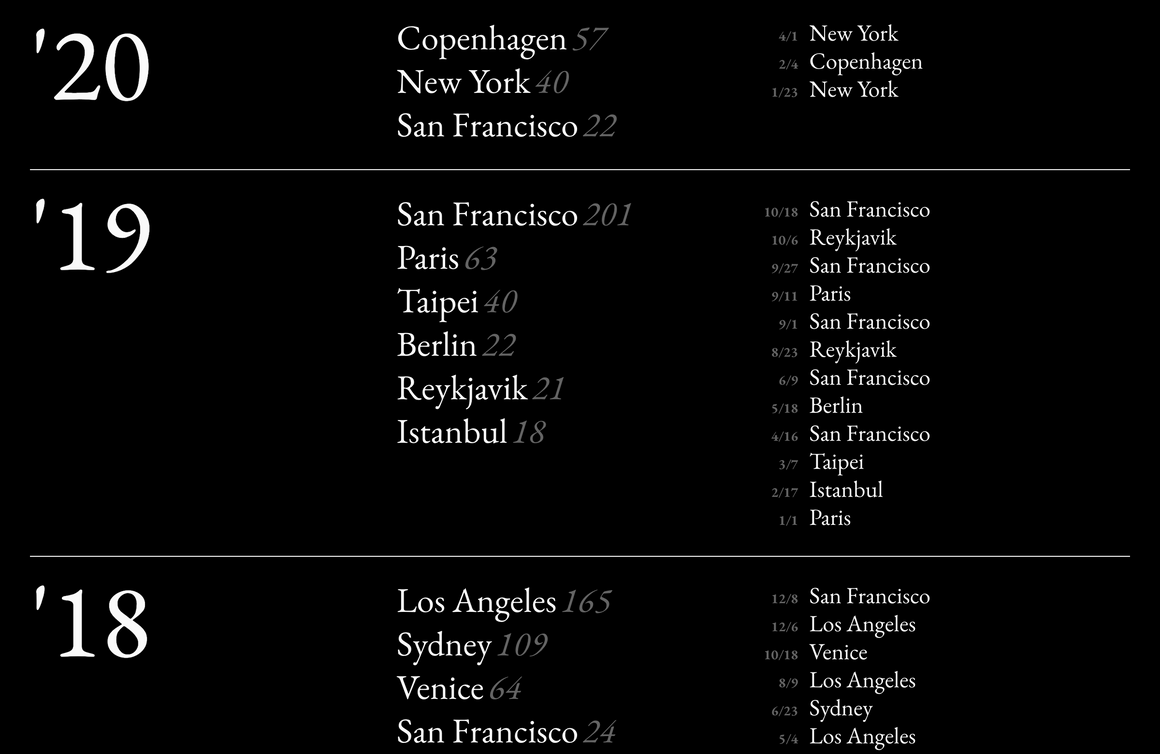 '20
Copenhagen 57
New York 40
San Francisco 22
4/1 New York
2/4 Copenhagen
1/23 New York
'19
San Francisco 201
Paris 63
Taipei 40
Berlin 22
Reykjavik 21
Istanbul 18
10/18 San Francisco
10/6 Reykjavik
9/27 San Francisco
9/11 Paris
9/1 San Francisco
8/23 Reykjavik
6/9 San Francisco
5/18 Berlin
4/16 San Francisco
3/7 Taipei
2/17 Istanbul
1/1 Paris
'18
Los Angeles 165
Sydney 109
Venice 64
San Francisco 24
12/8 San Francisco
12/6 Los Angeles
10/18 Venice
8/9 Los Angeles
6/23 Sydney
5/4 Los Angeles